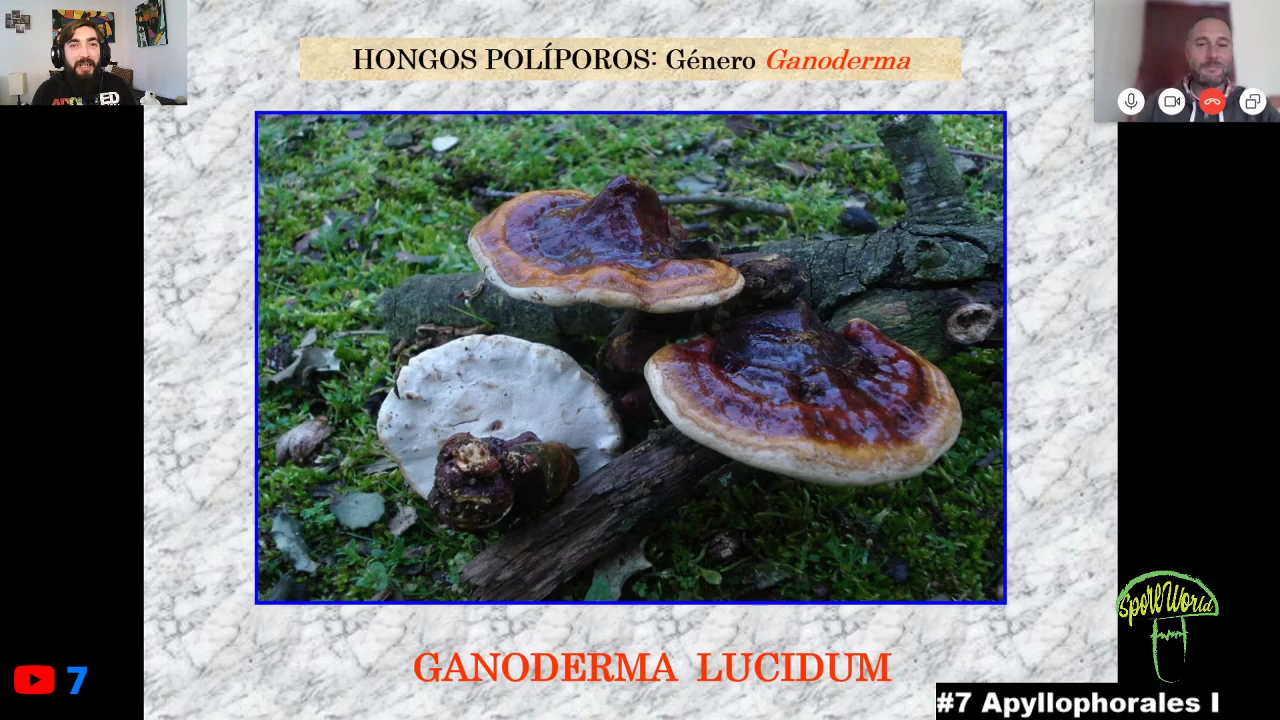 HONGOS POLÍPOROS: Género Ganoderma
GANODERMA LUCIDUM
SporeWorld
7
#7 Apyllophorales I